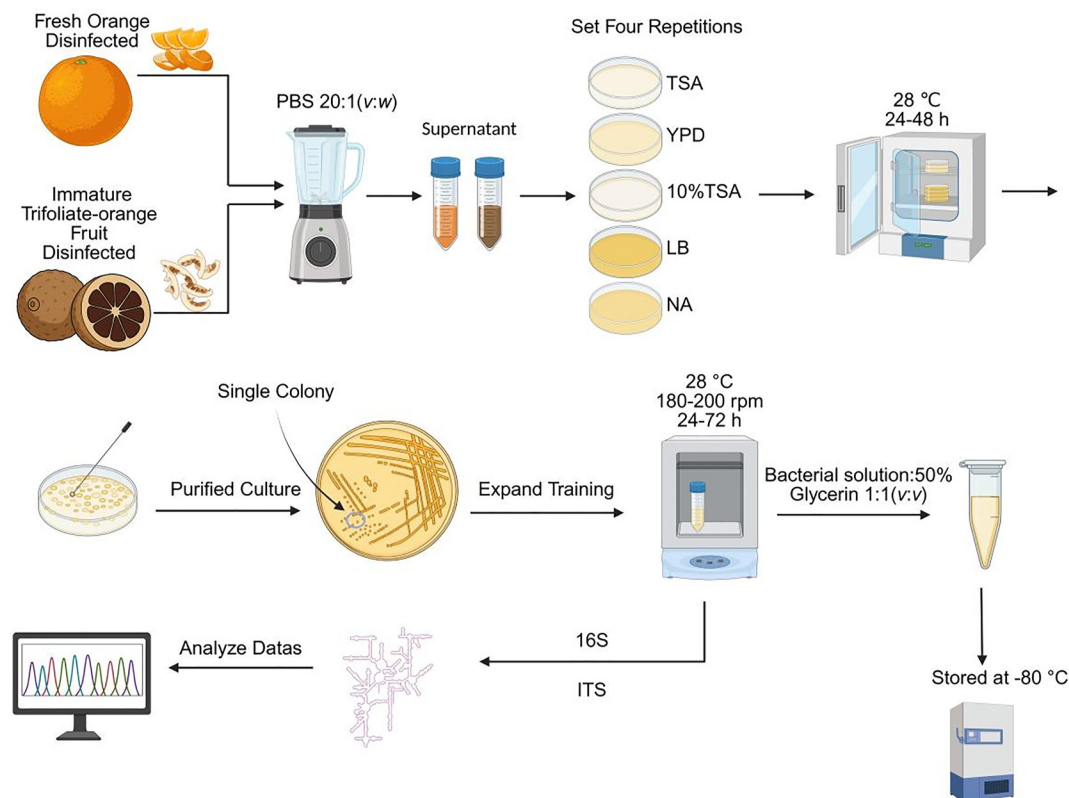 Fresh Orange
Disinfected
Immature
Trifoliate-orange
Fruit
Disinfected
PBS 20:1(v:w)
Supernatant
Set Four Repetitions
TSA
YPD
10%TSA
LB
NA
28 °C
24-48 h
Single Colony
Purified Culture
Expand Training
28 °C
180-200 rpm
24-72 h
Bacterial solution:50%
Glycerin 1:1(v:v)
Stored at -80 °C
16S
ITS
Analyze Datas